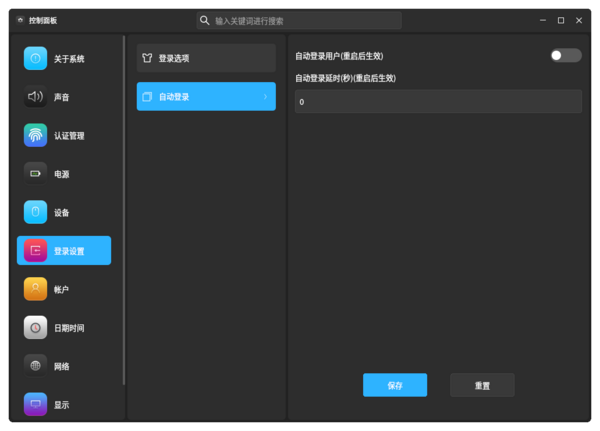 控制面板
输入关键词进行搜索
关于系统
声音
认证管理
电源
设备
登录设置
帐户
日期时间
网络
显示
登录选项
自动登录
自动登录用户(重启后生效)
自动登录延时(秒)(重启后生效)
0
保存
重置